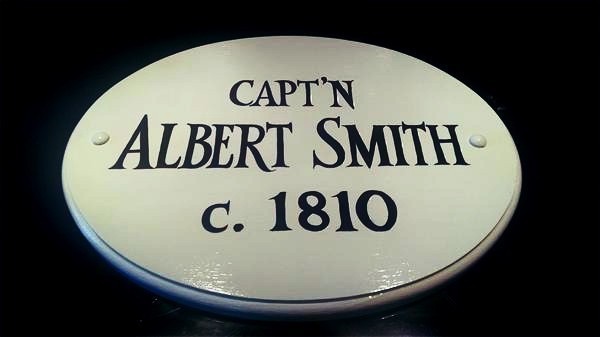 CAPT'N
ALBERT SMITH
c. 1810